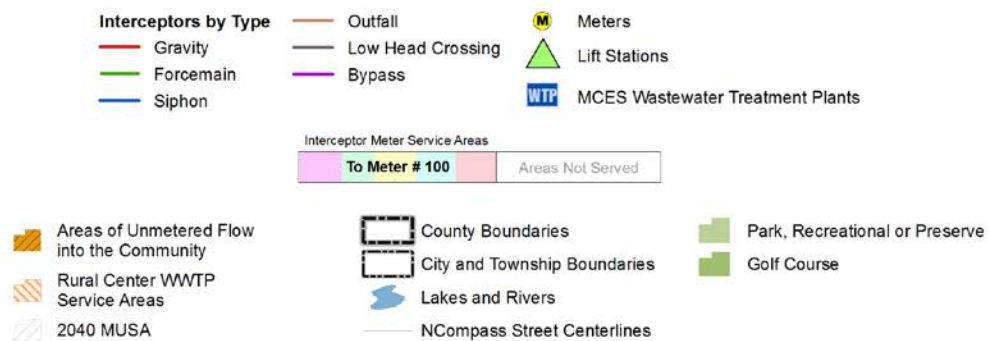 Interceptors by Type
Gravity
Forcemain
Siphon
Outfall
Low Head Crossing
Bypass
M Meters
Lift Stations
WTP MCES Wastewater Treatment Plants
Interceptor Meter Service Areas
To Meter # 100
Areas Not Served
Areas of Unmetered Flow
into the Community
Rural Center WWTP
Service Areas
2040 MUSA
County Boundaries
City and Township Boundaries
Lakes and Rivers
NCompass Street Centerlines
Park, Recreational or Preserve
Golf Course